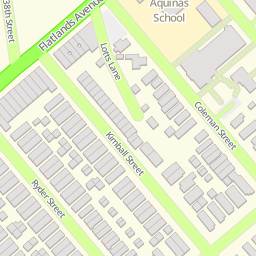 38th Street
Flatlands Avenue
Lotts Lane
Aquinas
School
Coleman Street
Kimball Street
Ryder Street